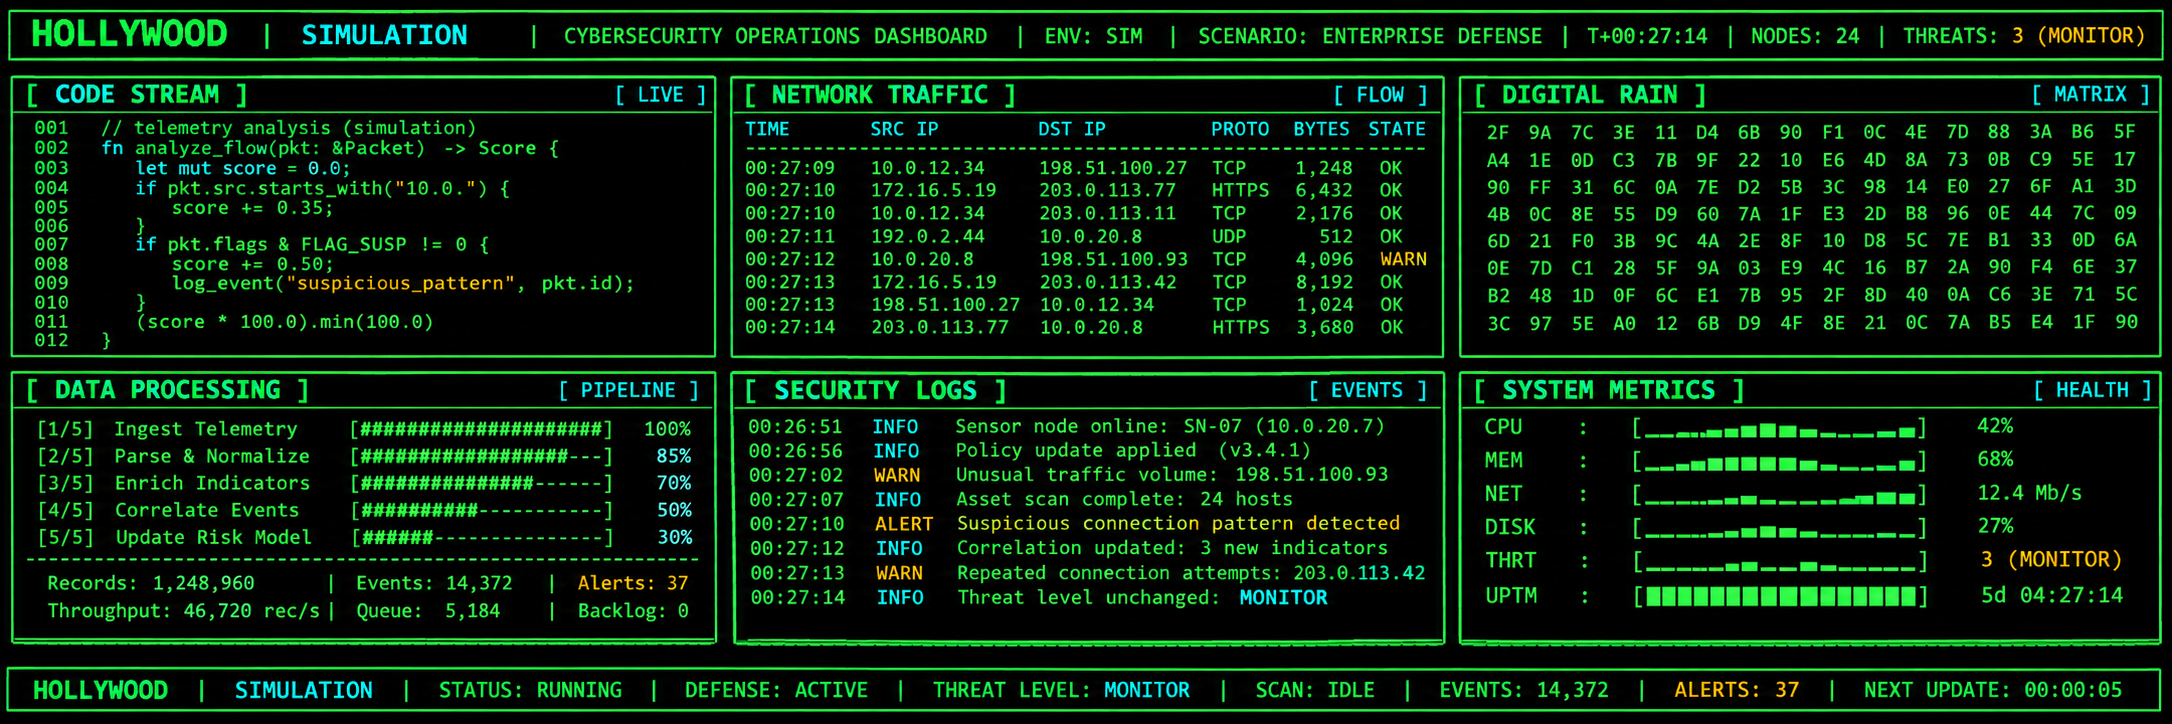 HOLLYWOOD | SIMULATION | CYBERSECURITY OPERATIONS DASHBOARD | ENV: SIM | SCENARIO: ENTERPRISE DEFENSE | T+00:27:14 | NODES: 24 | THREATS: 3 (MONITOR)
[ CODE STREAM ] [ LIVE ]
001 // telemetry analysis (simulation)
002 fn analyze_flow(pkt: &Packet) -> Score {
003 let mut score = 0.0;
004 if pkt.src.starts_with("10.0.") {
005 score += 0.35;
006 }
007 if pkt.flags & FLAG_SUSP != 0 {
008 score += 0.50;
009 log_event("suspicious_pattern", pkt.id);
010 }
011 (score * 100.0).min(100.0)
012 }
[ NETWORK TRAFFIC ] [ FLOW ]
TIME SRC IP DST IP PROTO BYTES STATE
00:27:09 10.0.12.34 198.51.100.27 TCP 1,248 OK
00:27:10 172.16.5.19 203.0.113.77 HTTPS 6,432 OK
00:27:10 10.0.12.34 203.0.113.11 TCP 2,176 OK
00:27:11 192.0.2.44 10.0.20.8 UDP 512 OK
00:27:12 10.0.20.8 198.51.100.93 TCP 4,096 WARN
00:27:13 172.16.5.19 203.0.113.42 TCP 8,192 OK
00:27:13 198.51.100.27 10.0.12.34 TCP 1,024 OK
00:27:14 203.0.113.77 10.0.20.8 HTTPS 3,680 OK
[ DIGITAL RAIN ] [ MATRIX ]
2F 9A 7C 3E 11 D4 6B 90 F1 0C 4E 7D 88 3A B6 5F
A4 1E 0D C3 7B 9F 22 10 E6 4D 8A 73 0B C9 5E 17
90 FF 31 6C 0A 7E D2 5B 3C 98 14 E0 27 6F A1 3D
4B 0C 8E 55 D9 60 7A 1F E3 2D B8 96 0E 44 7C 09
6D 21 F0 3B 9C 4A 2E 8F 10 D8 5C 7E B1 33 0D 6A
0E 7D C1 28 5F 9A 03 E9 4C 16 B7 2A 90 F4 6E 37
B2 48 1D 0F 6C E1 7B 95 2F 8D 40 0A C6 3E 71 5C
3C 97 5E A0 12 6B D9 4F 8E 21 0C 7A B5 E4 1F 90
[ DATA PROCESSING ] [ PIPELINE ]
[1/5] Ingest Telemetry [#####################] 100%
[2/5] Parse & Normalize [##################---] 85%
[3/5] Enrich Indicators [###############------] 70%
[4/5] Correlate Events [##########-----------] 50%
[5/5] Update Risk Model [######---------------] 30%
Records: 1,248,960 | Events: 14,372 | Alerts: 37
Throughput: 46,720 rec/s | Queue: 5,184 | Backlog: 0
[ SECURITY LOGS ] [ EVENTS ]
00:26:51 INFO Sensor node online: SN-07 (10.0.20.7)
00:26:56 INFO Policy update applied (v3.4.1)
00:27:02 WARN Unusual traffic volume: 198.51.100.93
00:27:07 INFO Asset scan complete: 24 hosts
00:27:10 ALERT Suspicious connection pattern detected
00:27:12 INFO Correlation updated: 3 new indicators
00:27:13 WARN Repeated connection attempts: 203.0.113.42
00:27:14 INFO Threat level unchanged: MONITOR
[ SYSTEM METRICS ] [ HEALTH ]
CPU : [ ] 42%
MEM : [ ] 68%
NET : [ ] 12.4 Mb/s
DISK : [ ] 27%
THRT : [ ] 3 (MONITOR)
UPTM : [ ] 5d 04:27:14
HOLLYWOOD | SIMULATION | STATUS: RUNNING | DEFENSE: ACTIVE | THREAT LEVEL: MONITOR | SCAN: IDLE | EVENTS: 14,372 | ALERTS: 37 | NEXT UPDATE: 00:00:05